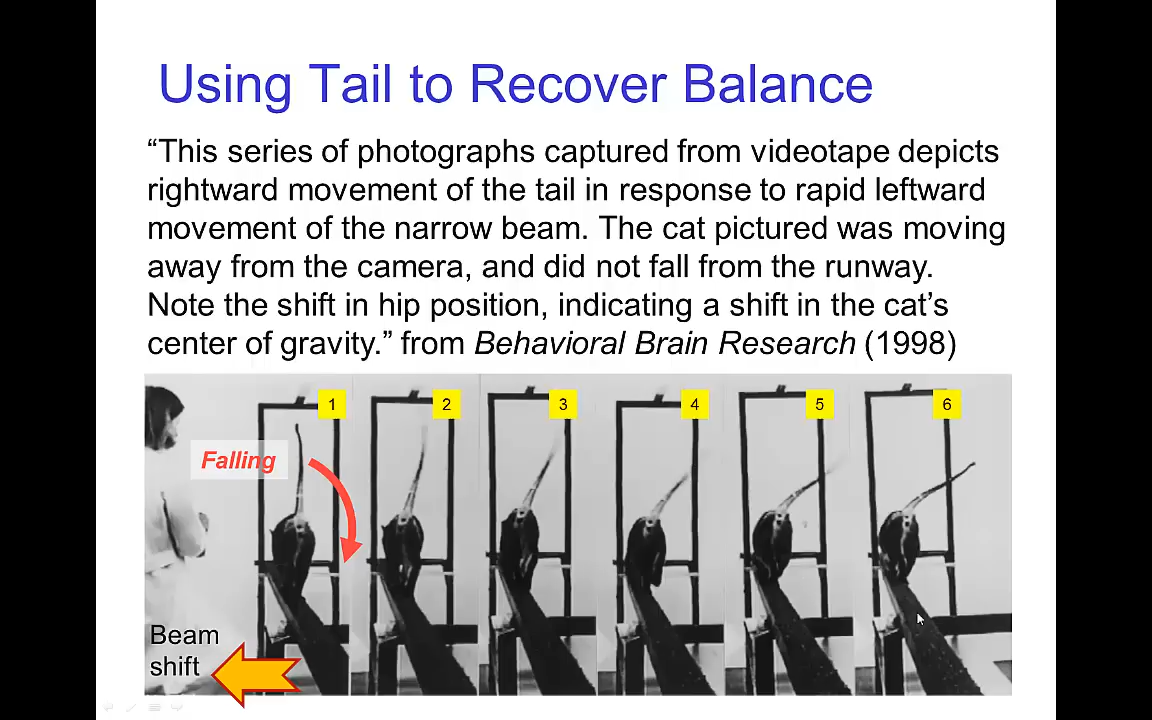 Using Tail to Recover Balance
“This series of photographs captured from videotape depicts
rightward movement of the tail in response to rapid leftward
movement of the narrow beam. The cat pictured was moving
away from the camera, and did not fall from the runway.
Note the shift in hip position, indicating a shift in the cat’s
center of gravity.” from Behavioral Brain Research (1998)
1 2 3 4 5 6
Falling
Beam
shift